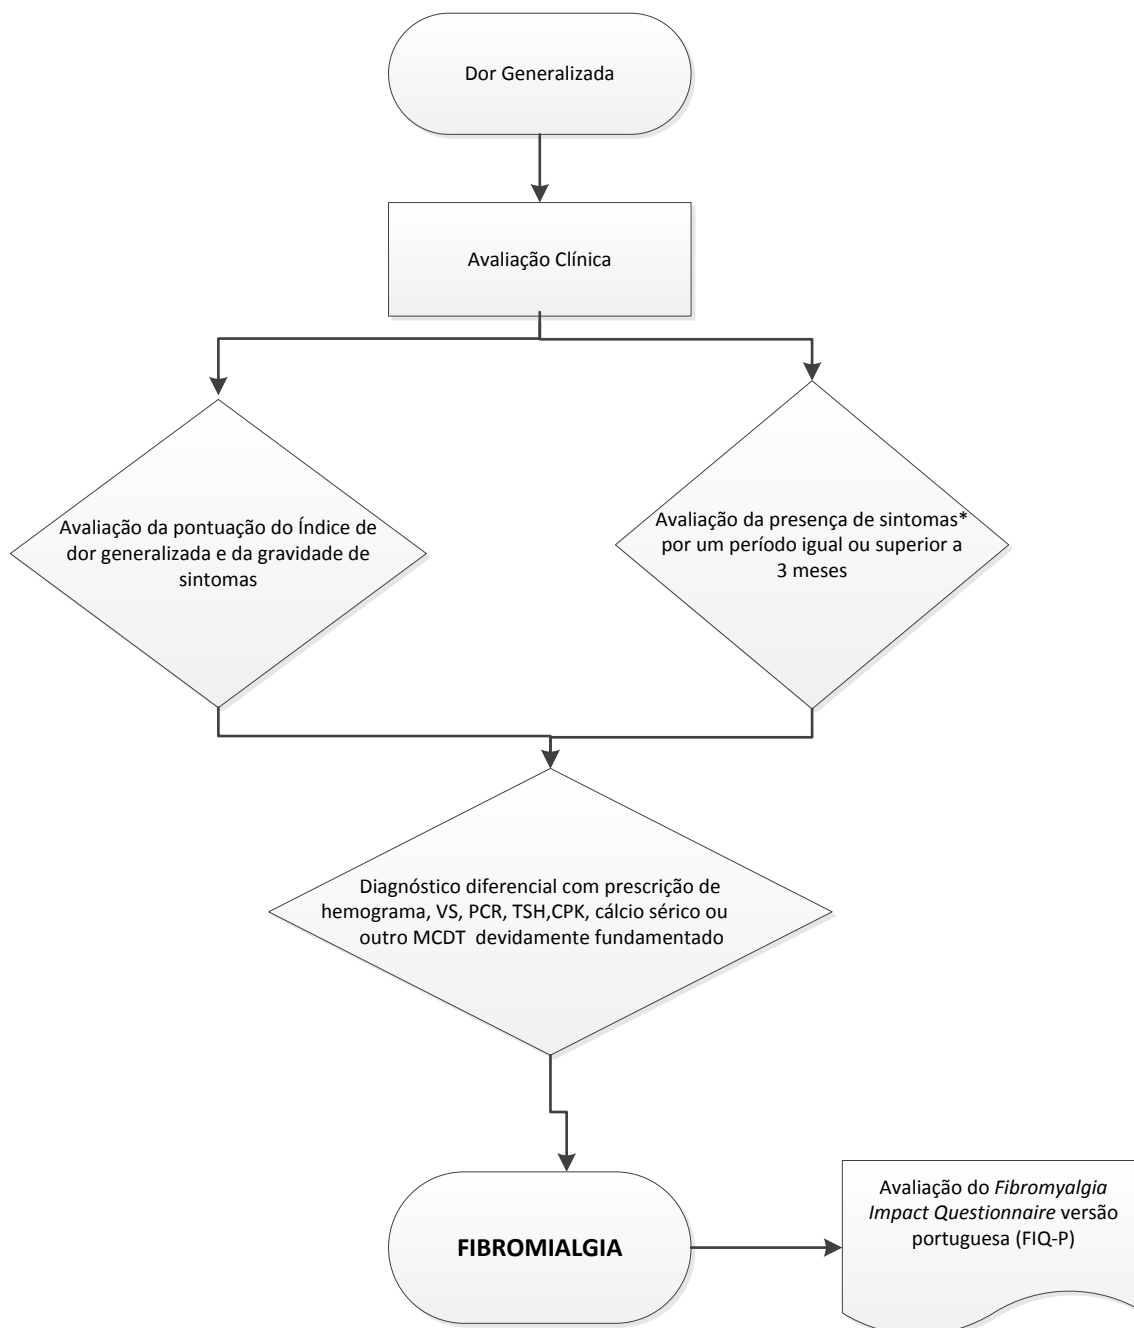 Dor Generalizada
Avaliação Clínica
Avaliação da pontuação do Índice de
dor generalizada e da gravidade de
sintomas
Avaliação da presença de sintomas*
por um período igual ou superior a
3 meses
Diagnóstico diferencial com prescrição de
hemograma, VS, PCR, TSH,CPK, cálcio sérico ou
outro MCDT devidamente fundamentado
FIBROMIALGIA
Avaliação do Fibromyalgia
Impact Questionnaire versão
portuguesa (FIQ-P)